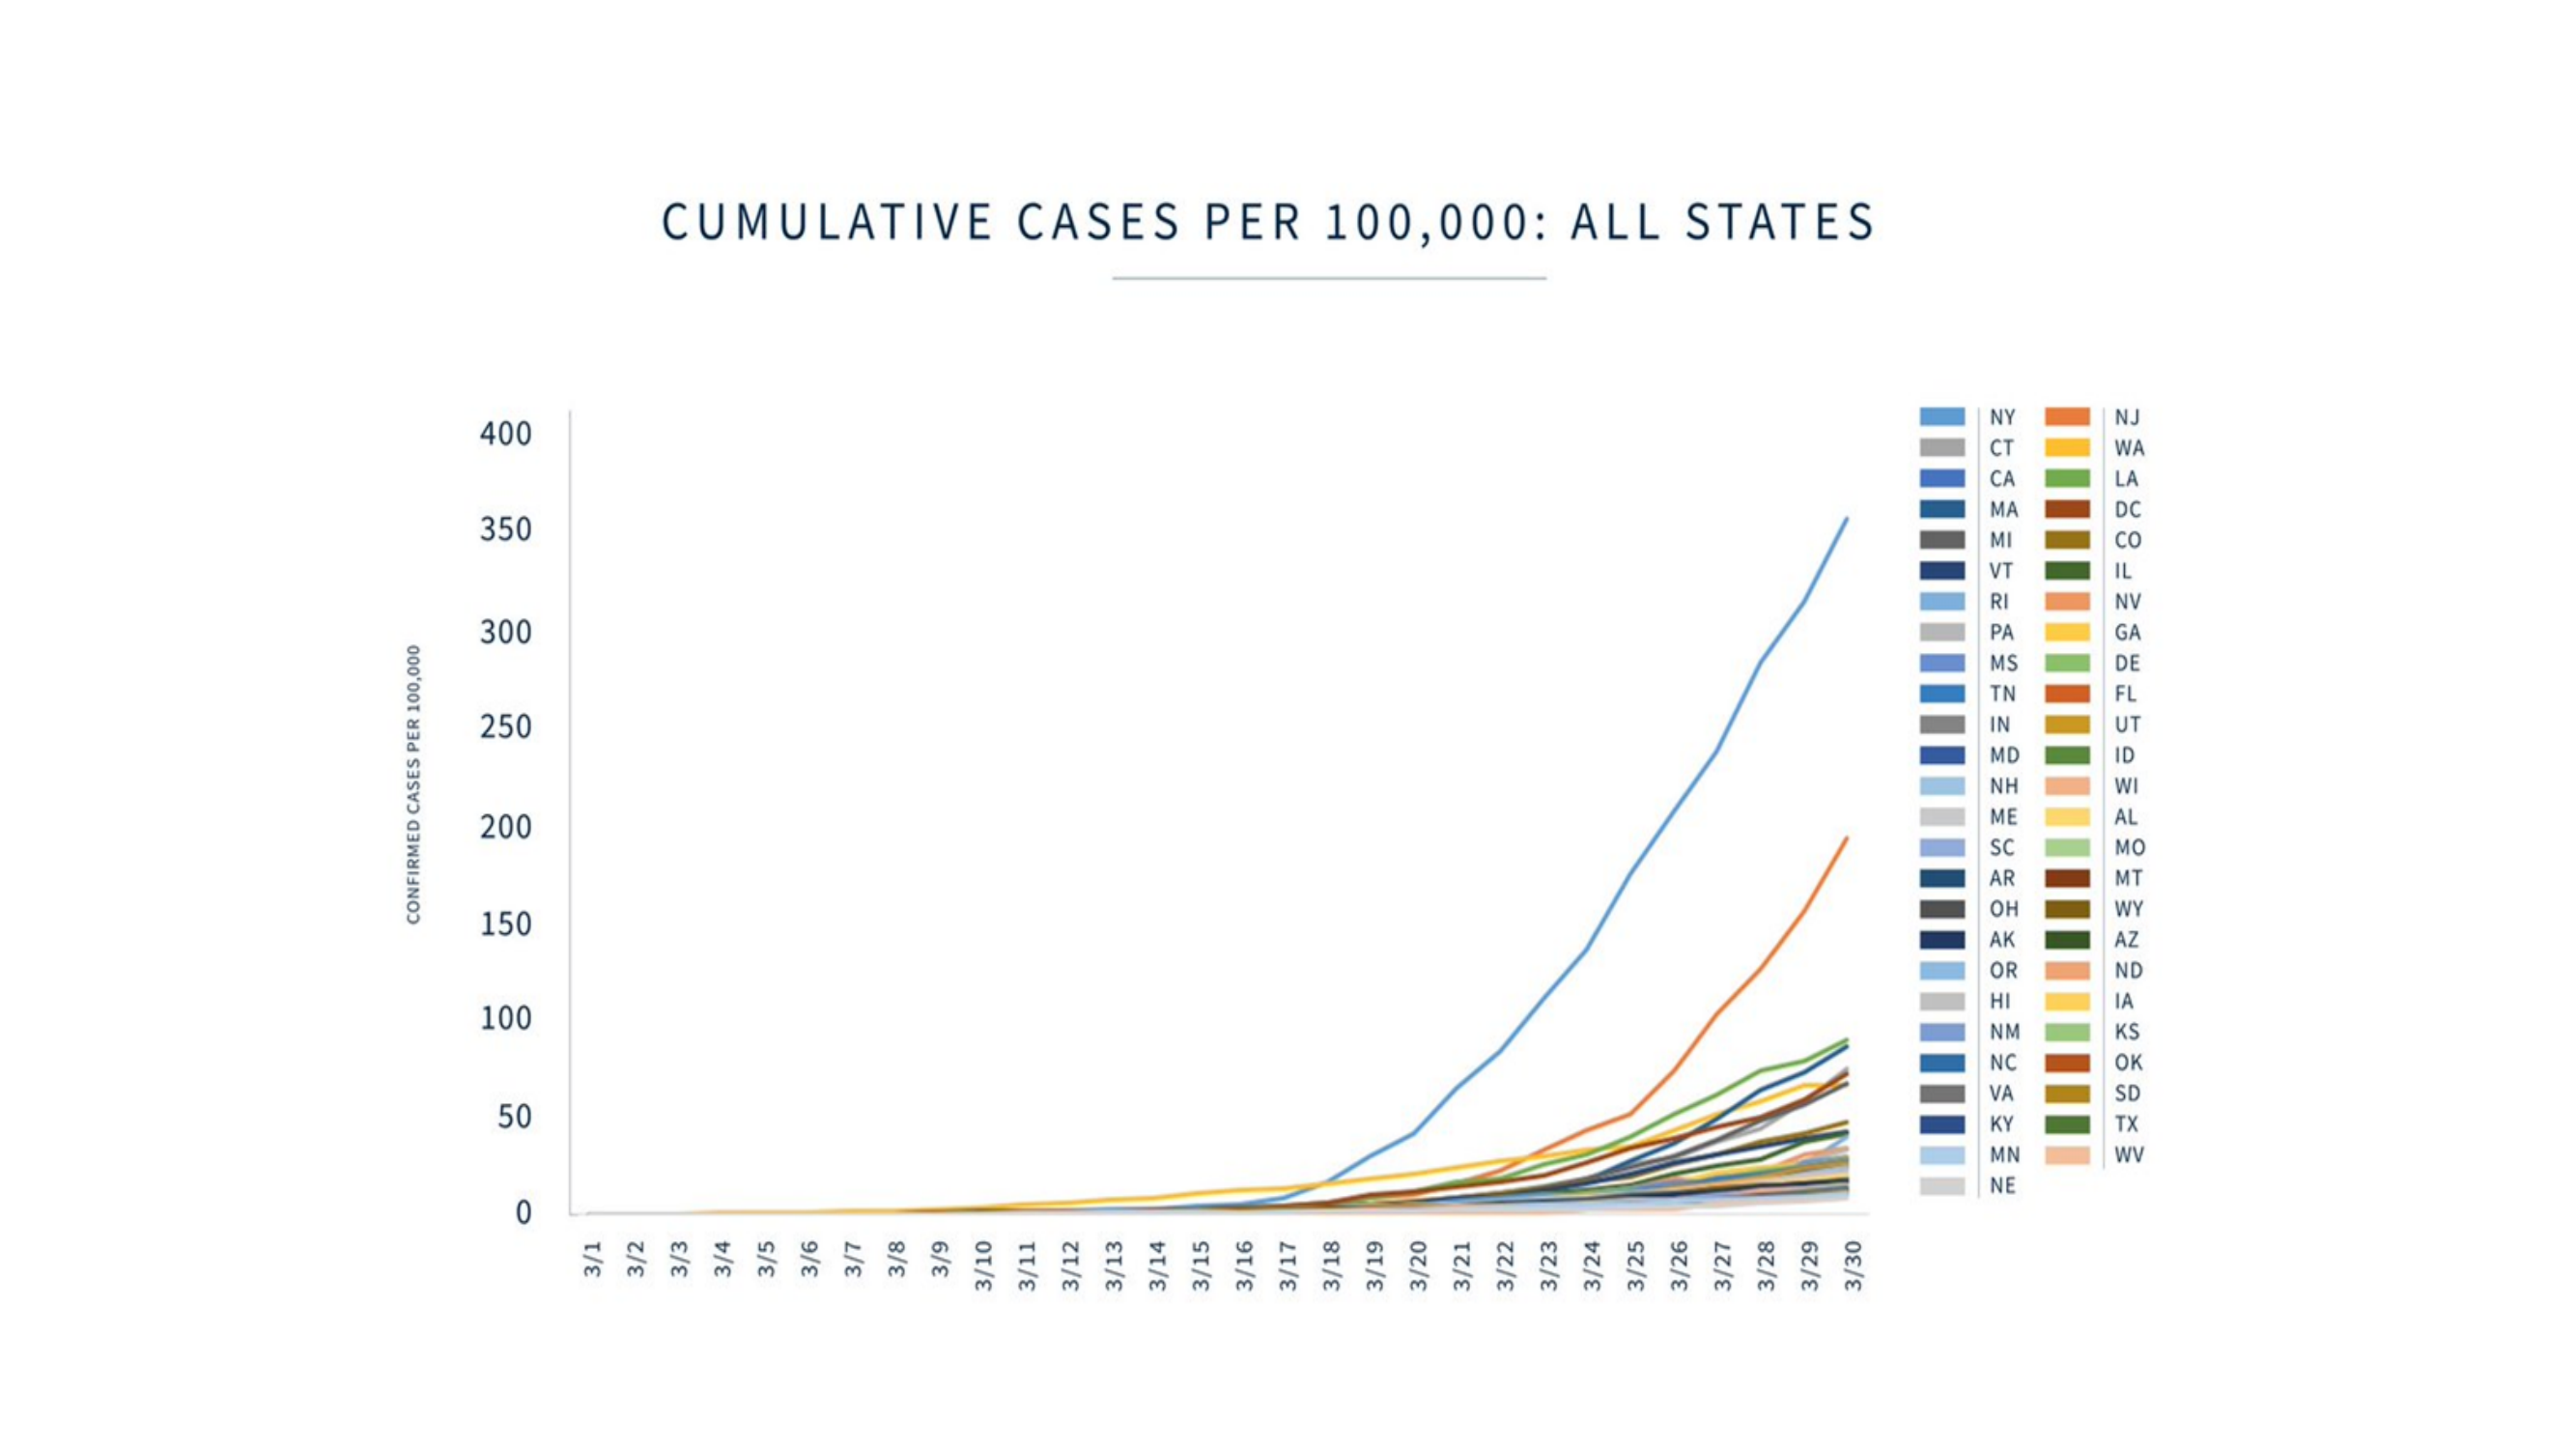 CUMULATIVE CASES PER 100,000: ALL STATES
CONFIRMED CASES PER 100,000
400
350
300
250
200
150
100
50
0
3/1 3/2 3/3 3/4 3/5 3/6 3/7 3/8 3/9 3/10 3/11 3/12 3/13 3/14 3/15 3/16 3/17 3/18 3/19 3/20 3/21 3/22 3/23 3/24 3/25 3/26 3/27 3/28 3/29 3/30
NY NJ
CT WA
CA LA
MA DC
MI CO
VT IL
RI NV
PA GA
MS DE
TN FL
IN UT
MD ID
NH WI
ME AL
SC MO
AR MT
OH WY
AK AZ
OR ND
HI IA
NM KS
NC OK
VA SD
KY TX
MN WV
NE